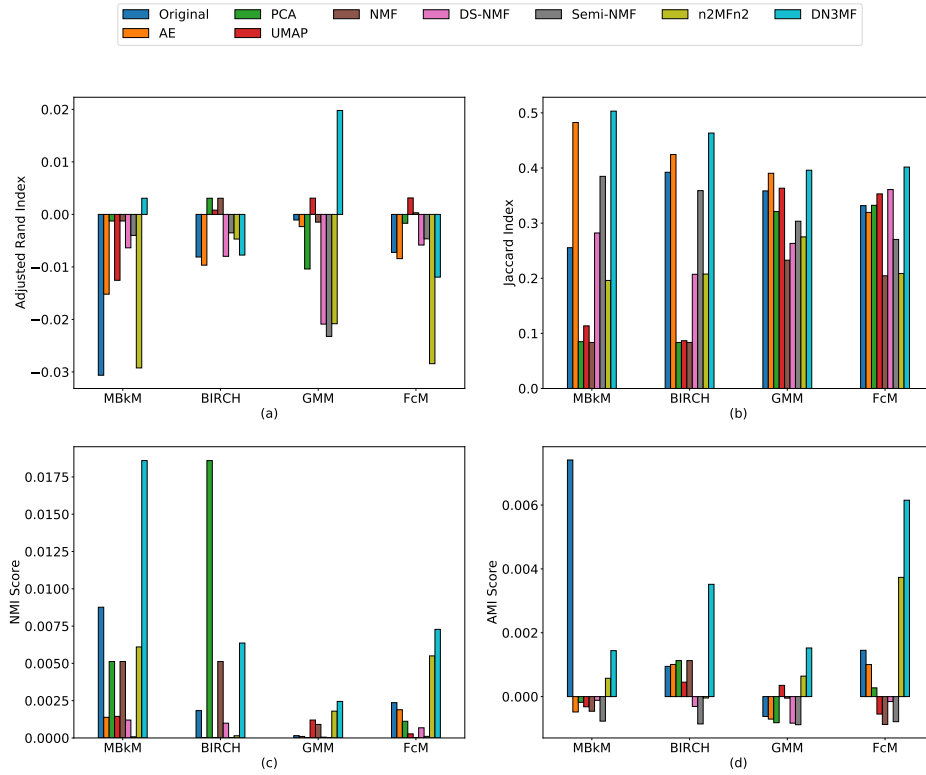 Original PCA NMF DS-NMF Semi-NMF n2MFn2 DN3MF
AE UMAP
0.02
0.01
0.00
−0.01
−0.02
−0.03
Adjusted Rand Index
MBkM BIRCH GMM FcM
(a)
0.5
0.4
0.3
0.2
0.1
0.0
Jaccard Index
MBkM BIRCH GMM FcM
(b)
0.0175
0.0150
0.0125
0.0100
0.0075
0.0050
0.0025
0.0000
NMI Score
MBkM BIRCH GMM FcM
(c)
0.006
0.004
0.002
0.000
AMI Score
MBkM BIRCH GMM FcM
(d)